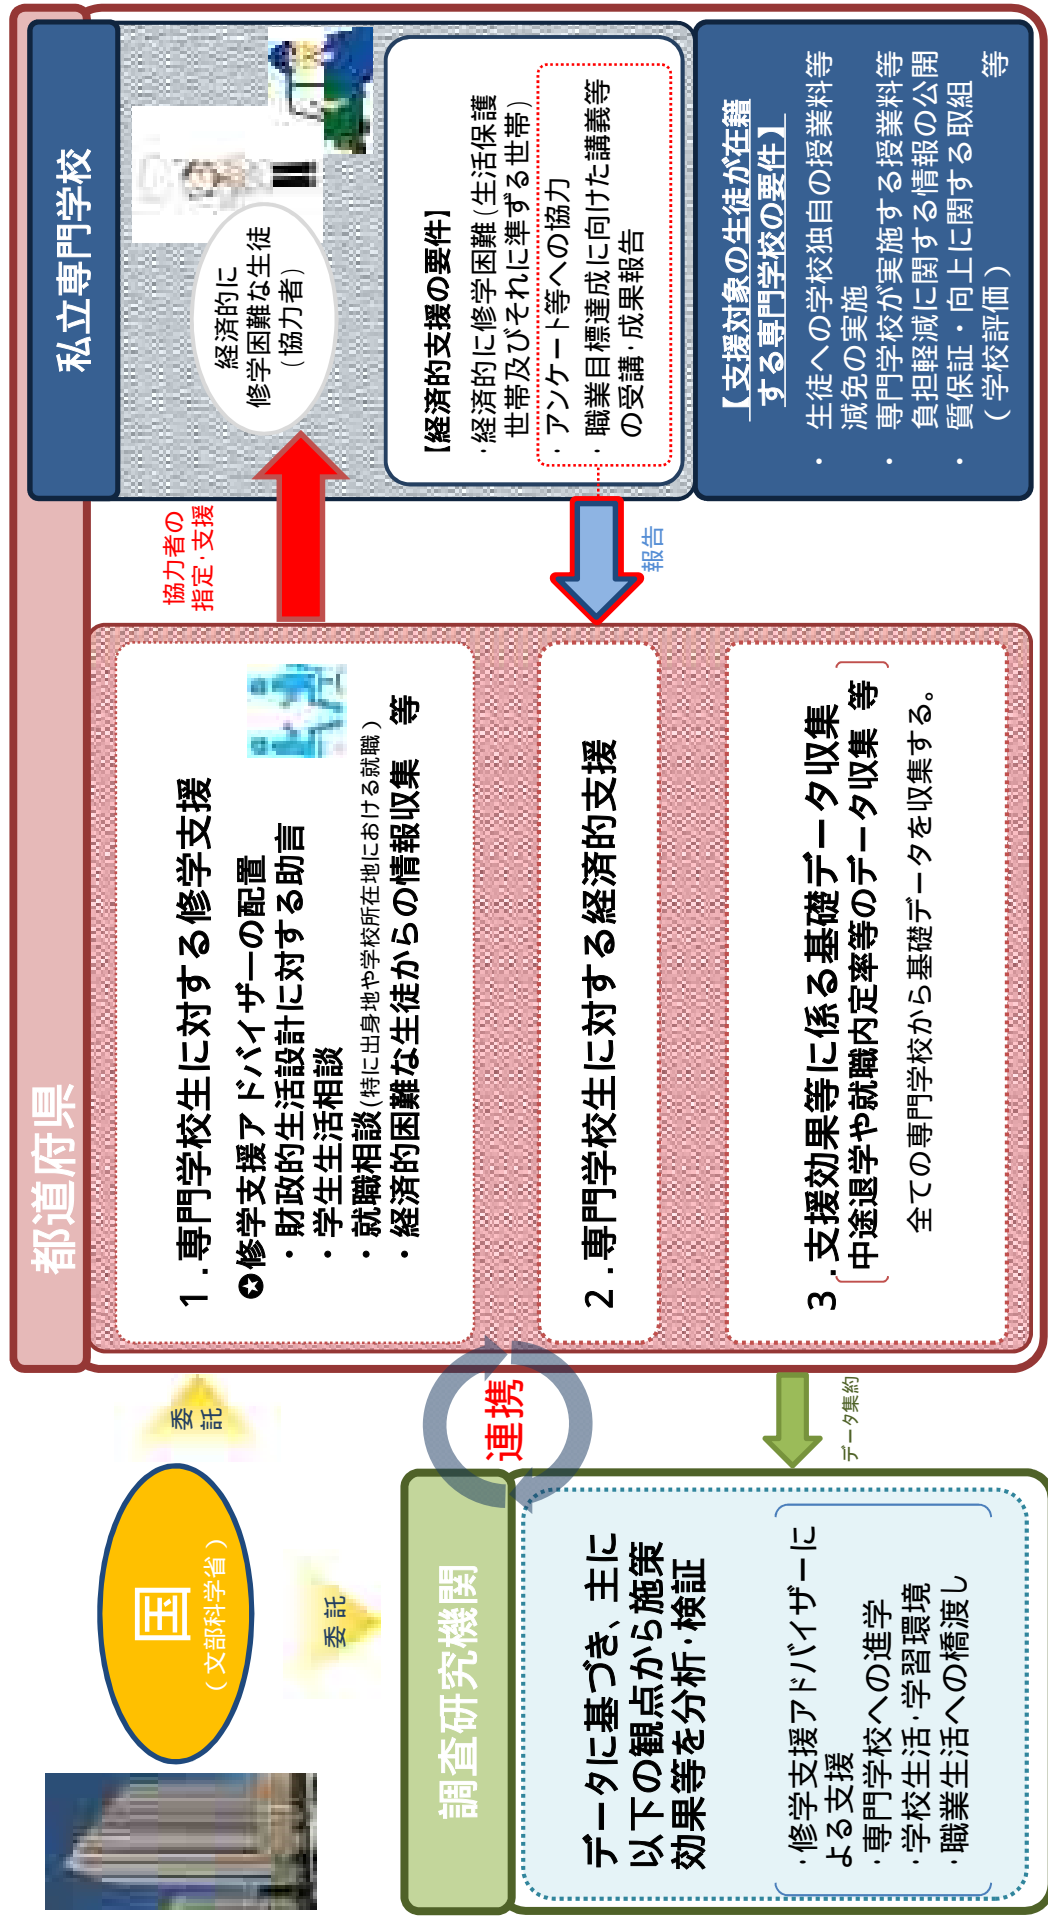 国
（文部科学省）
委託
委託
都道府県
1．専門学校生に対する修学支援
✪修学支援アドバイザーの配置
・財政的生活設計に対する助言
・学生生活相談
・就職相談（特に出身地や学校所在地における就職）
・経済的困難な生徒からの情報収集　等
2．専門学校生に対する経済的支援
3．支援効果等に係る基礎データ収集
中途退学や就職内定率等のデータ収集 等
全ての専門学校から基礎データを収集する。
協力者の
指定・支援
報告
私立専門学校
経済的に
修学困難な生徒
（協力者）
【経済的支援の要件】
・経済的に修学困難（生活保護
世帯及びそれに準ずる世帯）
・アンケート等への協力
・職業目標達成に向けた講義等
の受講・成果報告
【支援対象の生徒が在籍
する専門学校の要件】
・生徒への学校独自の授業料等
減免の実施
・専門学校が実施する授業料等
負担軽減に関する情報の公開
・質保証・向上に関する取組
（学校評価）　等
連携
データ集約
調査研究機関
データに基づき、主に
以下の観点から施策
効果等を分析・検証
・修学支援アドバイザーに
よる支援
・専門学校への進学
・学校生活・学習環境
・職業生活への橋渡し